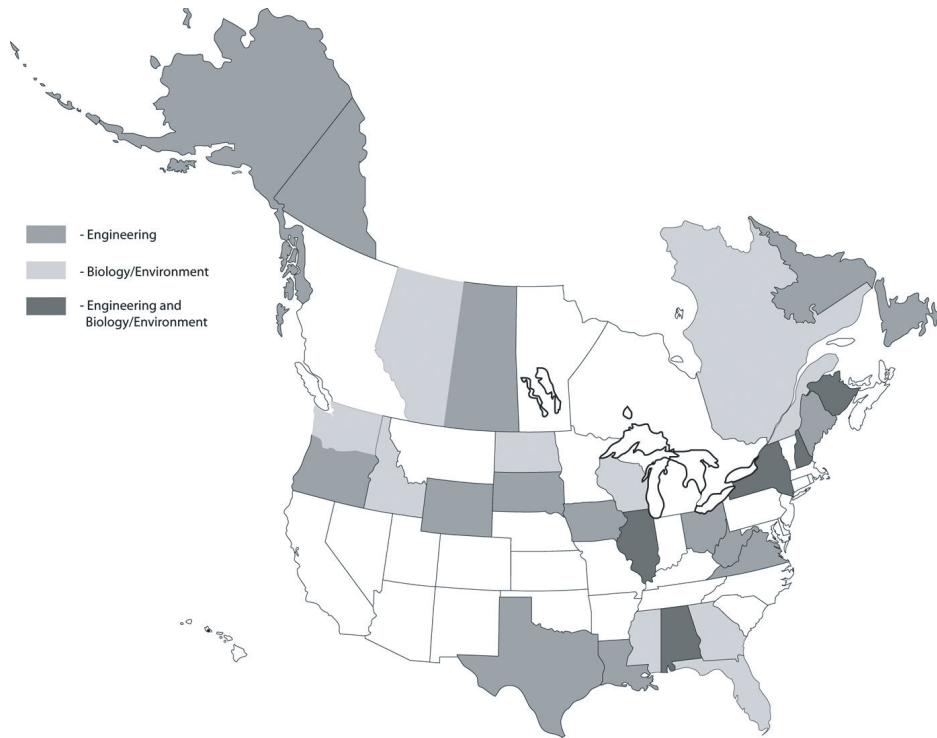 - Engineering
- Biology/Environment
- Engineering and
Biology/Environment